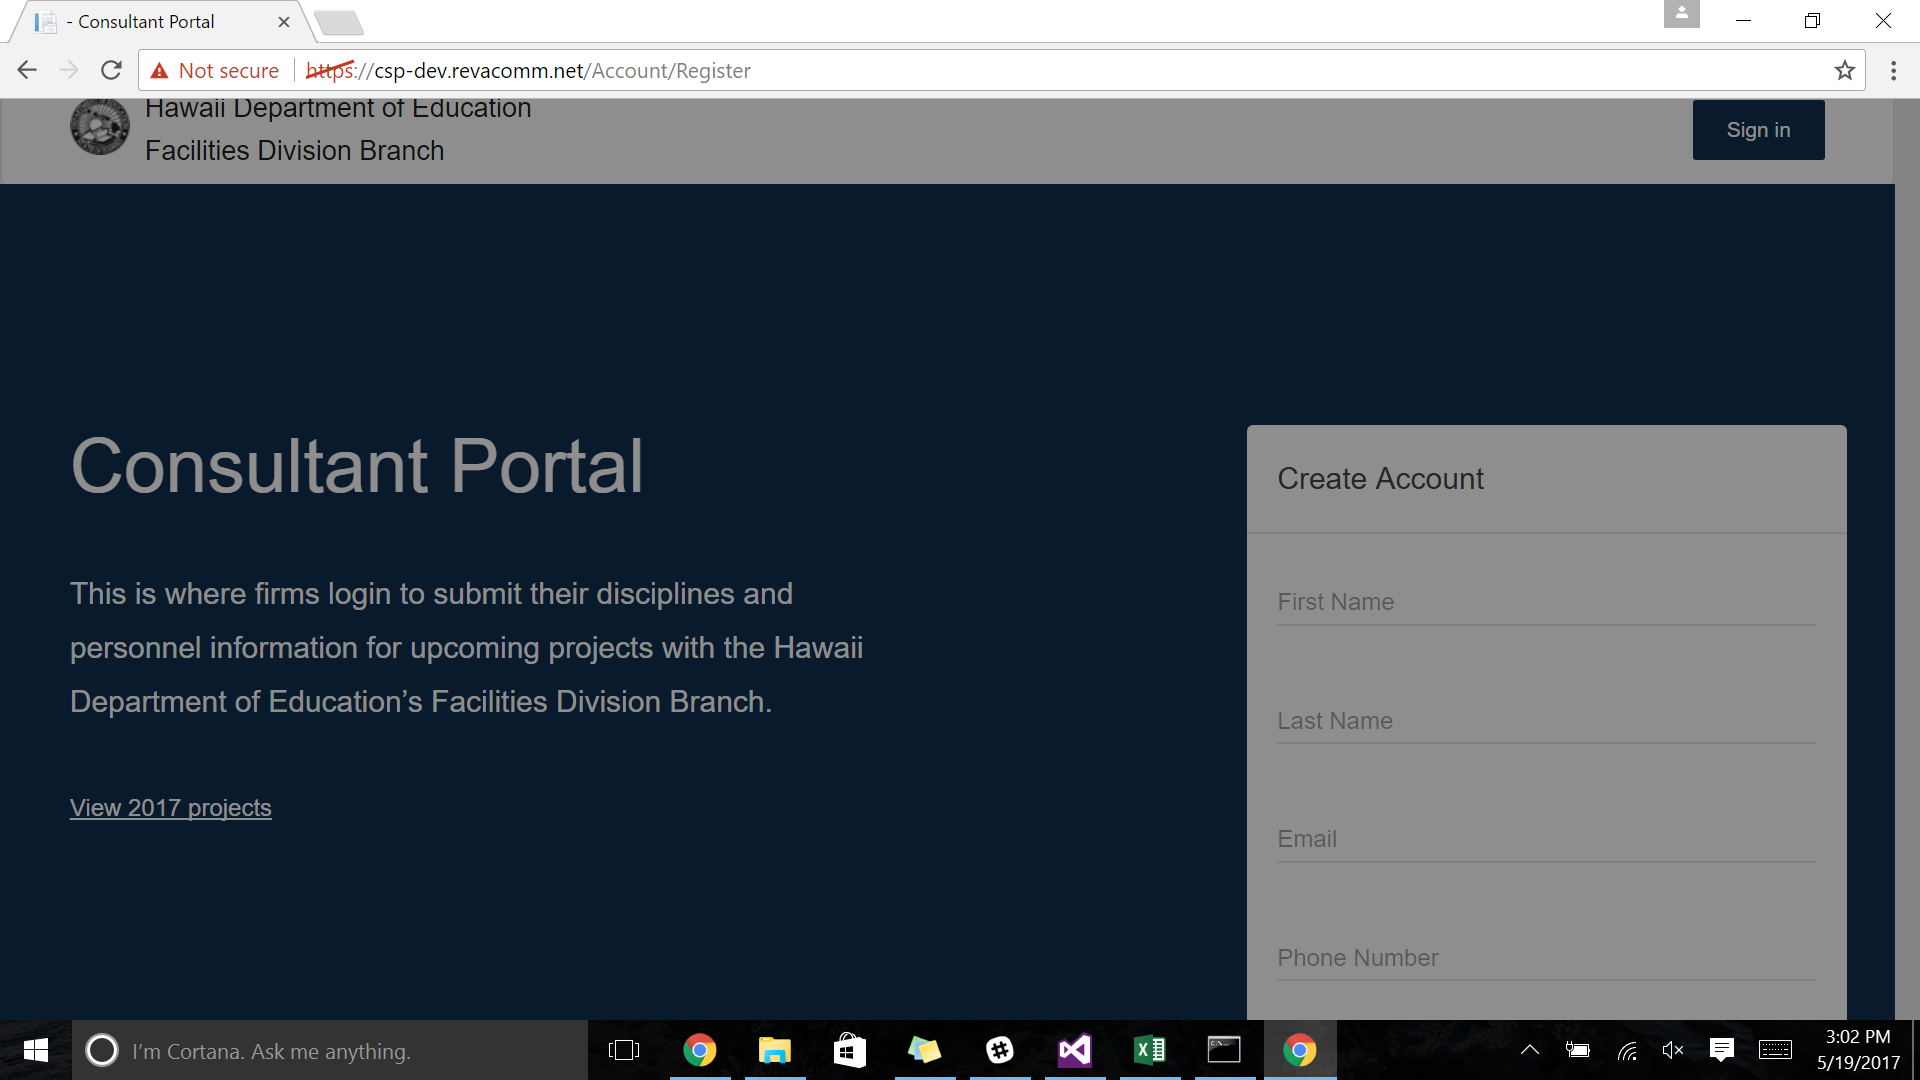 - Consultant Portal
Not secure
https://csp-dev.revacomm.net/Account/Register
Hawaii Department of Education
Facilities Division Branch
Sign in
Consultant Portal
This is where firms login to submit their disciplines and
personnel information for upcoming projects with the Hawaii
Department of Education’s Facilities Division Branch.
View 2017 projects
Create Account
First Name
Last Name
Email
Phone Number
I'm Cortana. Ask me anything.
3:02 PM
5/19/2017